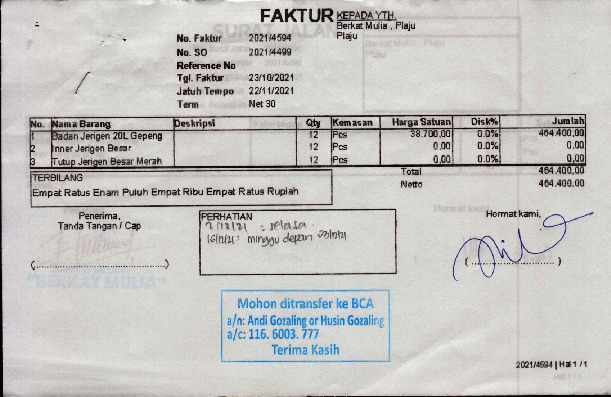 FAKTUR
KEPADA YTH.
Berkat Mulia , Plaju
Plaju
No. Faktur 2021/4594
No. SO 2021/4499
Reference No
Tgl. Faktur 23/10/2021
Jatuh Tempo 22/11/2021
Term Net 30
No. Nama Barang Deskripsi Qty Kemasan Harga Satuan Disk% Jumlah
1 Badan Jerigen 20L Gepeng 12 Pcs 38.700,00 0.0% 464.400,00
2 Inner Jerigen Besar 12 Pcs 0,00 0.0% 0,00
3 Tutup Jerigen Besar Merah 12 Pcs 0,00 0.0% 0,00
Total 464.400,00
Netto 464.400,00
TERBILANG
Empat Ratus Enam Puluh Empat Ribu Empat Ratus Rupiah
Penerima,
Tanda Tangan / Cap
PERHATIAN
: selasa
minggu depan
Hormat kami,
(..............................)
(..............................)
"BERKAT MULIA"
Mohon ditransfer ke BCA
a/n: Andi Gozaling or Husin Gozaling
a/c: 116. 6003. 777
Terima Kasih
2021/4594 | Hal 1 / 1